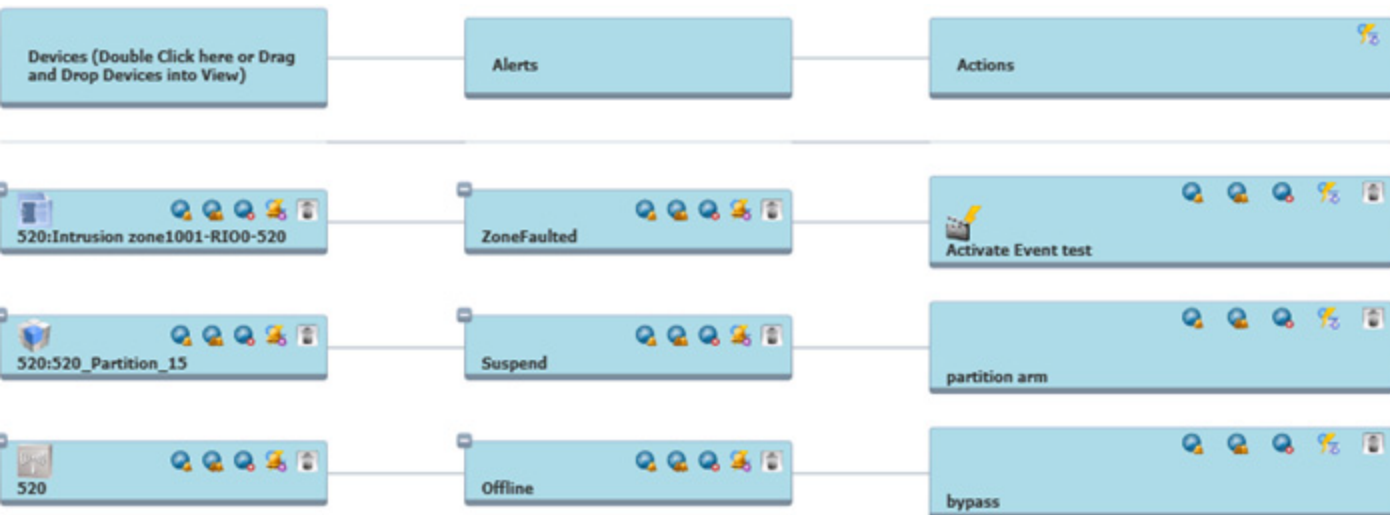 Devices (Double Click here or Drag
and Drop Devices into View)
Alerts
Actions
520:Intrusion zone1001-RIO0-520
ZoneFaulted
Activate Event test
520:520_Partition_15
Suspend
partition arm
520
Offline
bypass